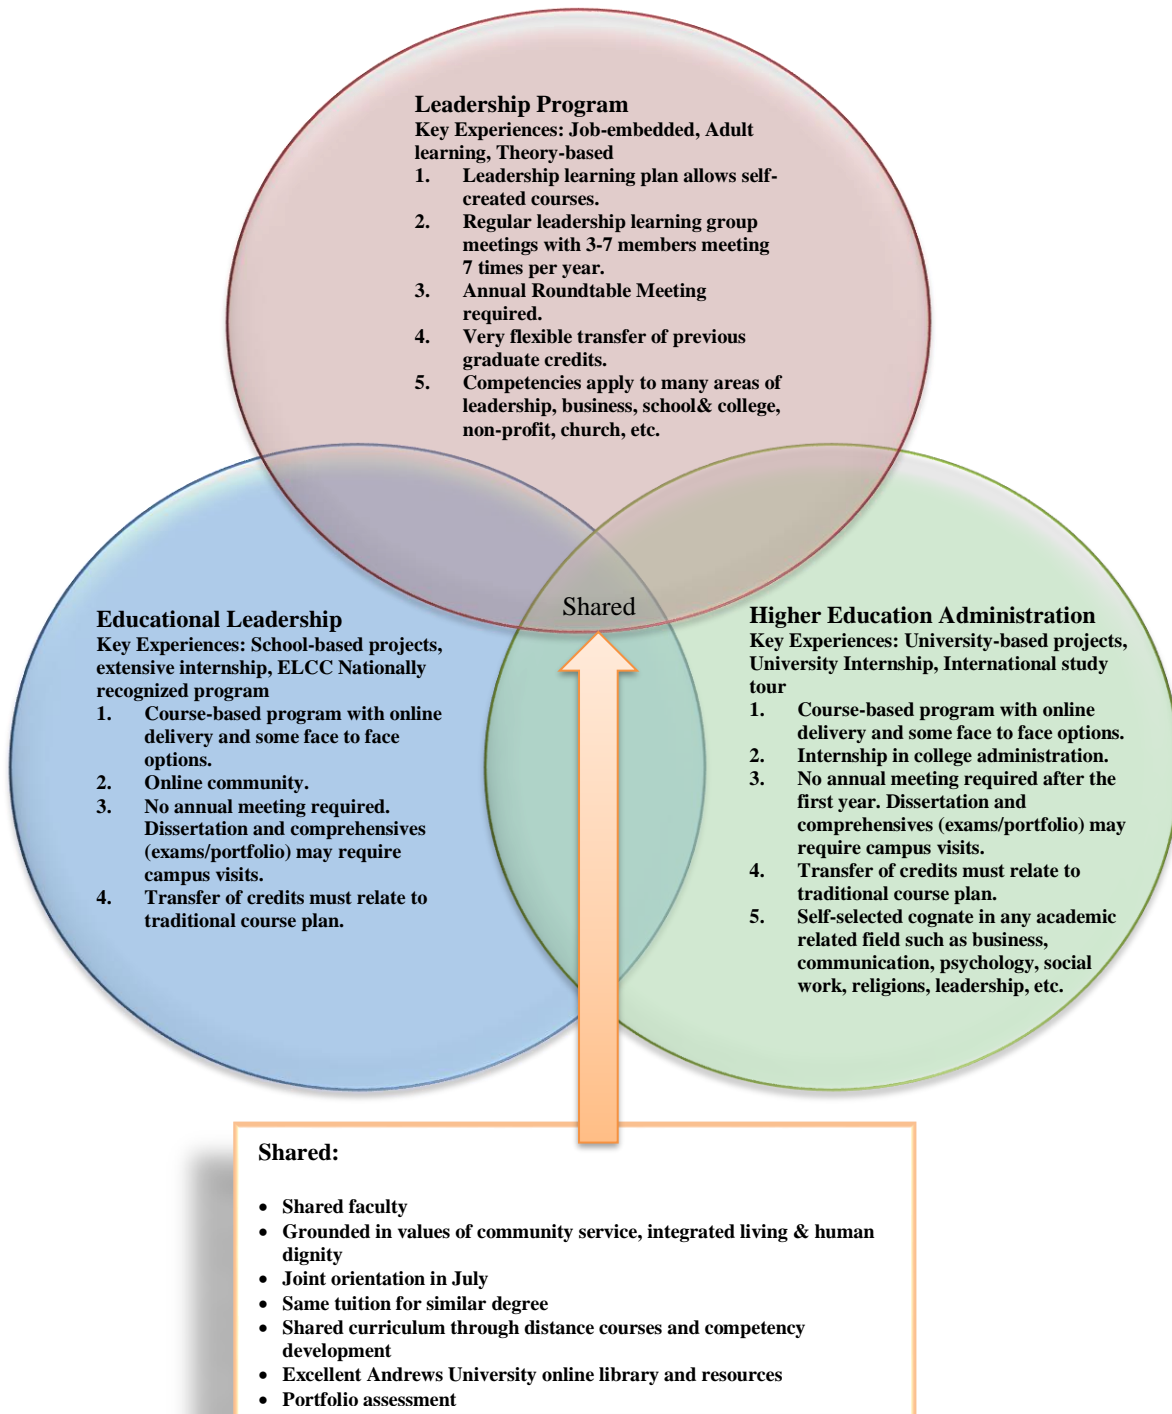 Leadership Program
Key Experiences: Job-embedded, Adult
learning, Theory-based
1. Leadership learning plan allows self-
created courses.
2. Regular leadership learning group
meetings with 3-7 members meeting
7 times per year.
3. Annual Roundtable Meeting
required.
4. Very flexible transfer of previous
graduate credits.
5. Competencies apply to many areas of
leadership, business, school& college,
non-profit, church, etc.
Shared
Educational Leadership
Key Experiences: School-based projects,
extensive internship, ELCC Nationally
recognized program
1. Course-based program with online
delivery and some face to face
options.
2. Online community.
3. No annual meeting required.
Dissertation and comprehensives
(exams/portfolio) may require
campus visits.
4. Transfer of credits must relate to
traditional course plan.
Higher Education Administration
Key Experiences: University-based projects,
University Internship, International study
tour
1. Course-based program with online
delivery and some face to face options.
2. Internship in college administration.
3. No annual meeting required after the
first year. Dissertation and
comprehensives (exams/portfolio) may
require campus visits.
4. Transfer of credits must relate to
traditional course plan.
5. Self-selected cognate in any academic
related field such as business,
communication, psychology, social
work, religions, leadership, etc.
Shared:
• Shared faculty
• Grounded in values of community service, integrated living & human
dignity
• Joint orientation in July
• Same tuition for similar degree
• Shared curriculum through distance courses and competency
development
• Excellent Andrews University online library and resources
• Portfolio assessment